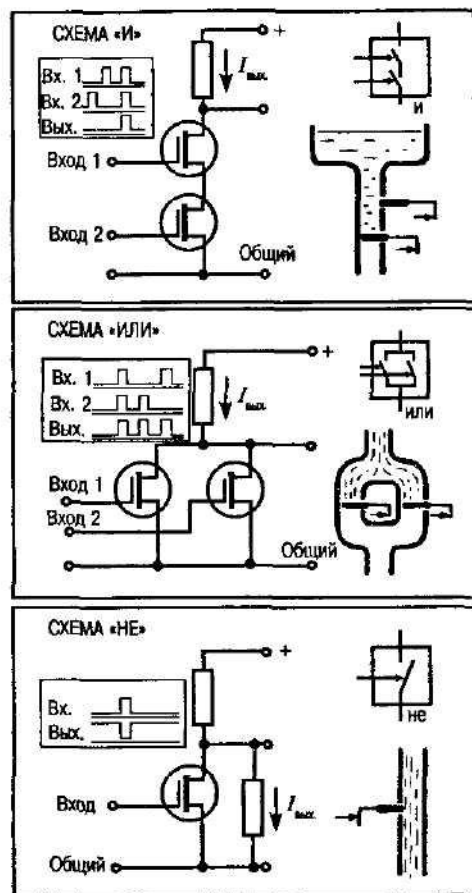 СХЕМА «И»
+
Вх. 1
Вх. 2
Вых.
Iвых.
и
Вход 1
Вход 2
Общий
СХЕМА «ИЛИ»
+
Вх. 1
Вх. 2
Вых.
Iвых.
или
Вход 1
Вход 2
Общий
СХЕМА «НЕ»
+
Вх.
Вых.
не
Вход
Iвых.
Общий